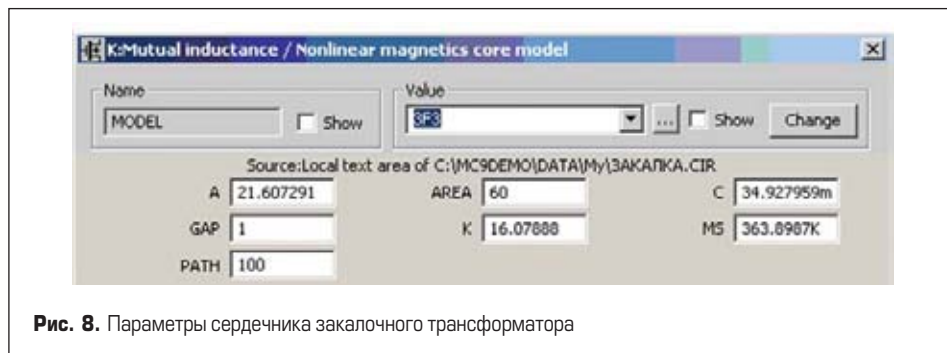 K:Mutual inductance / Nonlinear magnetics core model
Name
Value
MODEL
Show
3F3
...
Show
Change
Source:Local text area of C:\MC9DEMO\DATA\My\ЗАКАЛКА.CIR
A 21.607291 AREA 60 C 34.927959m
GAP 1 K 16.07888 MS 363.8987K
PATH 100
Рис. 8. Параметры сердечника закалочного трансформатора